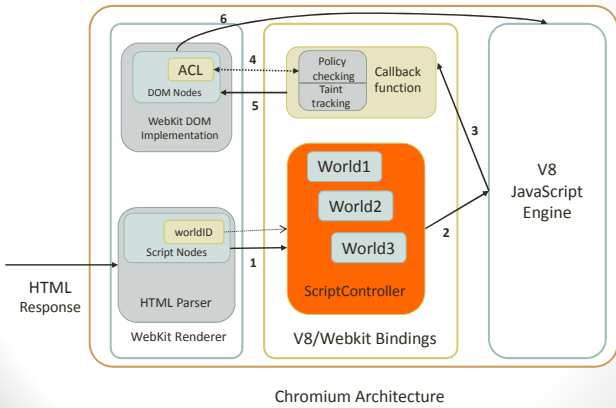 6
ACL
DOM Nodes
WebKit DOM
Implementation
4
5
Policy
checking
Taint
tracking
Callback
function
3
V8
JavaScript
Engine
World1
World2
World3
ScriptController
2
worldID
Script Nodes
1
HTML Parser
HTML
Response
WebKit Renderer
V8/Webkit Bindings
Chromium Architecture